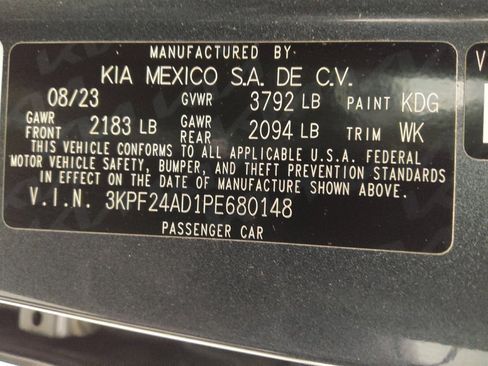 MANUFACTURED BY
KIA MEXICO S.A. DE C.V.
08/23 GVWR 3792 LB PAINT KDG
GAWR FRONT 2183 LB GAWR REAR 2094 LB TRIM WK
THIS VEHICLE CONFORMS TO ALL APPLICABLE U.S.A. FEDERAL
MOTOR VEHICLE SAFETY, BUMPER, AND THEFT PREVENTION STANDARDS
IN EFFECT ON THE DATE OF MANUFACTURE SHOWN ABOVE.
V.I.N. 3KPF24AD1PE680148
PASSENGER CAR
V